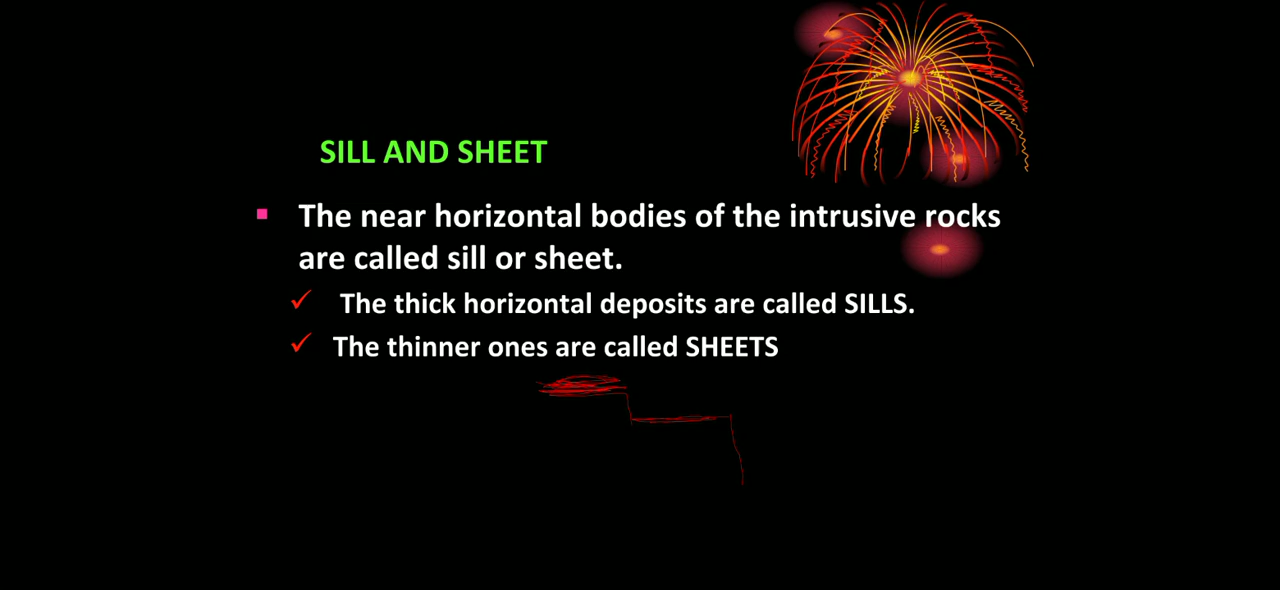 SILL AND SHEET
The near horizontal bodies of the intrusive rocks
are called sill or sheet.
The thick horizontal deposits are called SILLS.
The thinner ones are called SHEETS